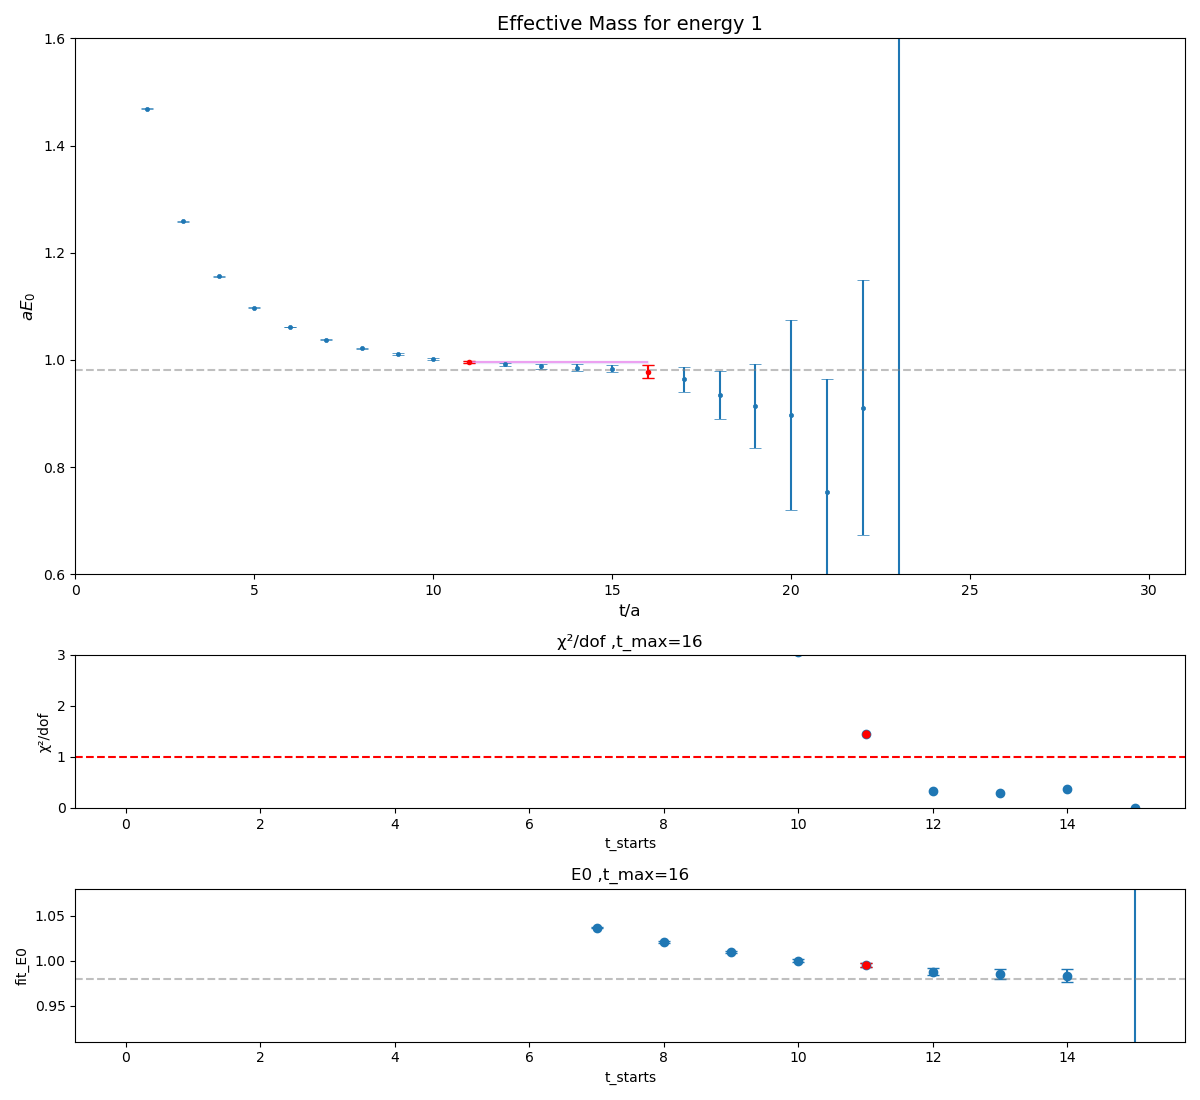 Effective Mass for energy 1
1.6
1.4
1.2
1.0
0.8
0.6
aE₀
0 5 10 15 20 25 30
t/a
χ²/dof ,t_max=16
3
2
1
0
χ²/dof
0 2 4 6 8 10 12 14
t_starts
E0 ,t_max=16
1.05
1.00
0.95
fit_E0
0 2 4 6 8 10 12 14
t_starts